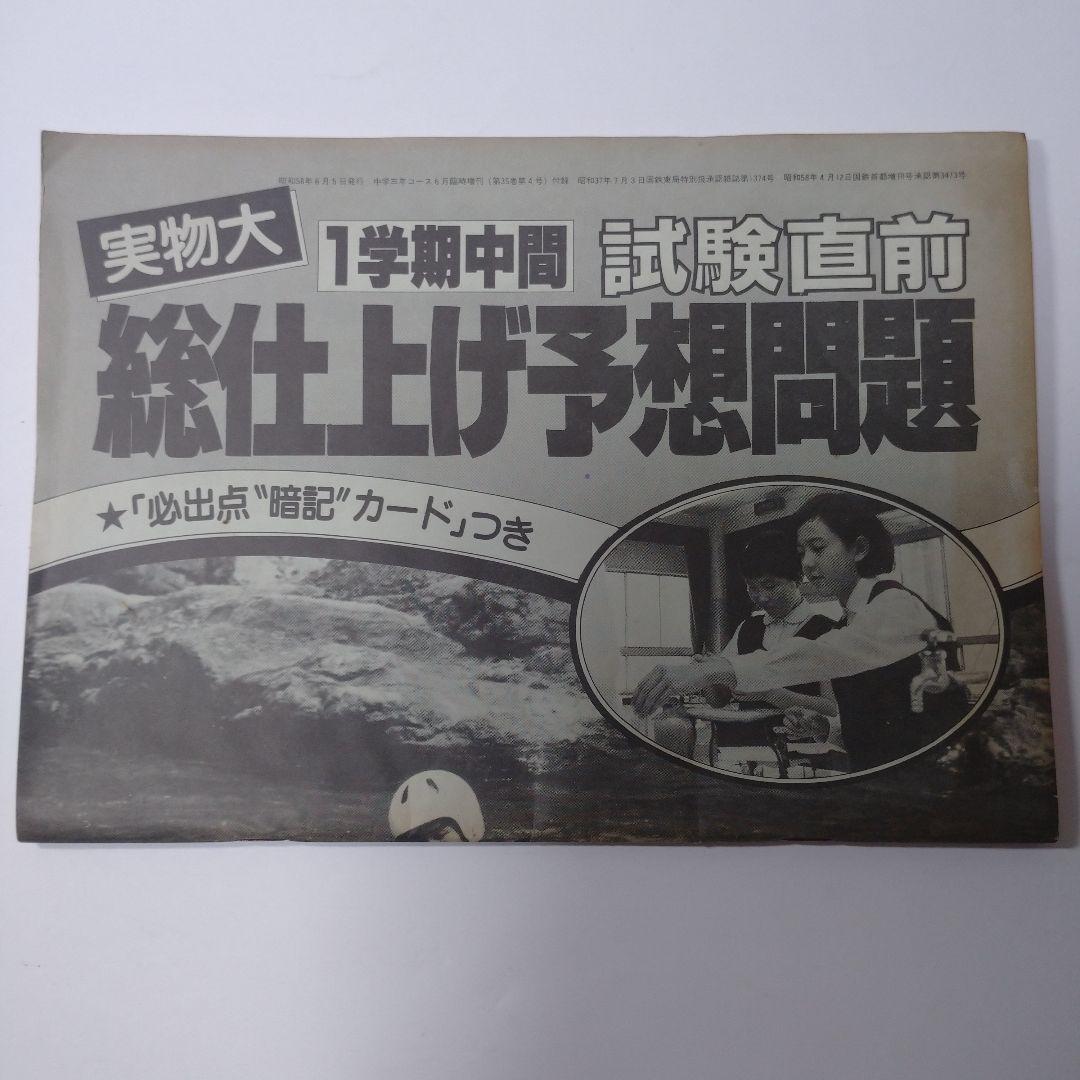 昭和58年6月5日発行 中学三年コース6月臨時増刊(第35巻第4号)付録 昭和37年7月3日国鉄東局特別扱承認雑誌第1374号 昭和58年4月12日国鉄首都増刊号承認第3473号
実物大
1学期中間 試験直前
総仕上げ予想問題
★「必出点〝暗記〟カード」つき